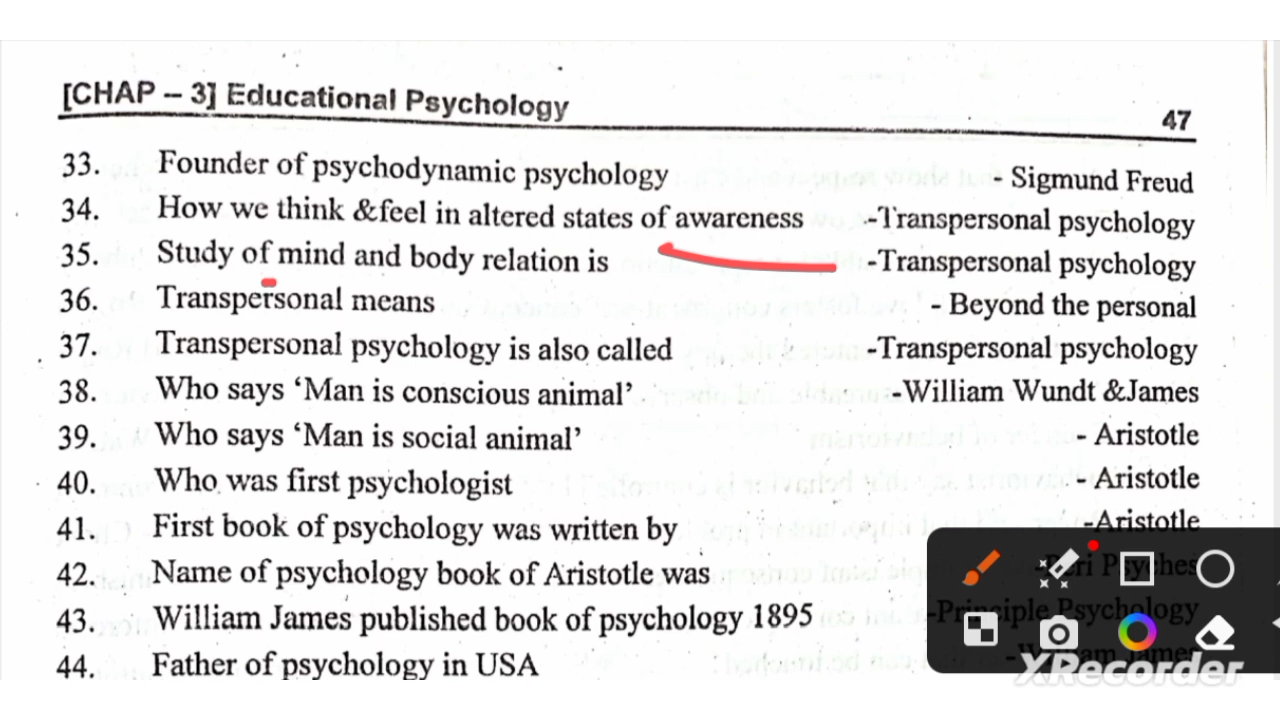 [CHAP – 3] Educational Psychology 47
33. Founder of psychodynamic psychology - Sigmund Freud
34. How we think &feel in altered states of awareness -Transpersonal psychology
35. Study of mind and body relation is -Transpersonal psychology
36. Transpersonal means - Beyond the personal
37. Transpersonal psychology is also called -Transpersonal psychology
38. Who says ‘Man is conscious animal’ -William Wundt &James
39. Who says ‘Man is social animal’ - Aristotle
40. Who was first psychologist - Aristotle
41. First book of psychology was written by -Aristotle
42. Name of psychology book of Aristotle was -Peri Psyches
43. William James published book of psychology 1895 -Principle Psychology
44. Father of psychology in USA -William James
XRecorder